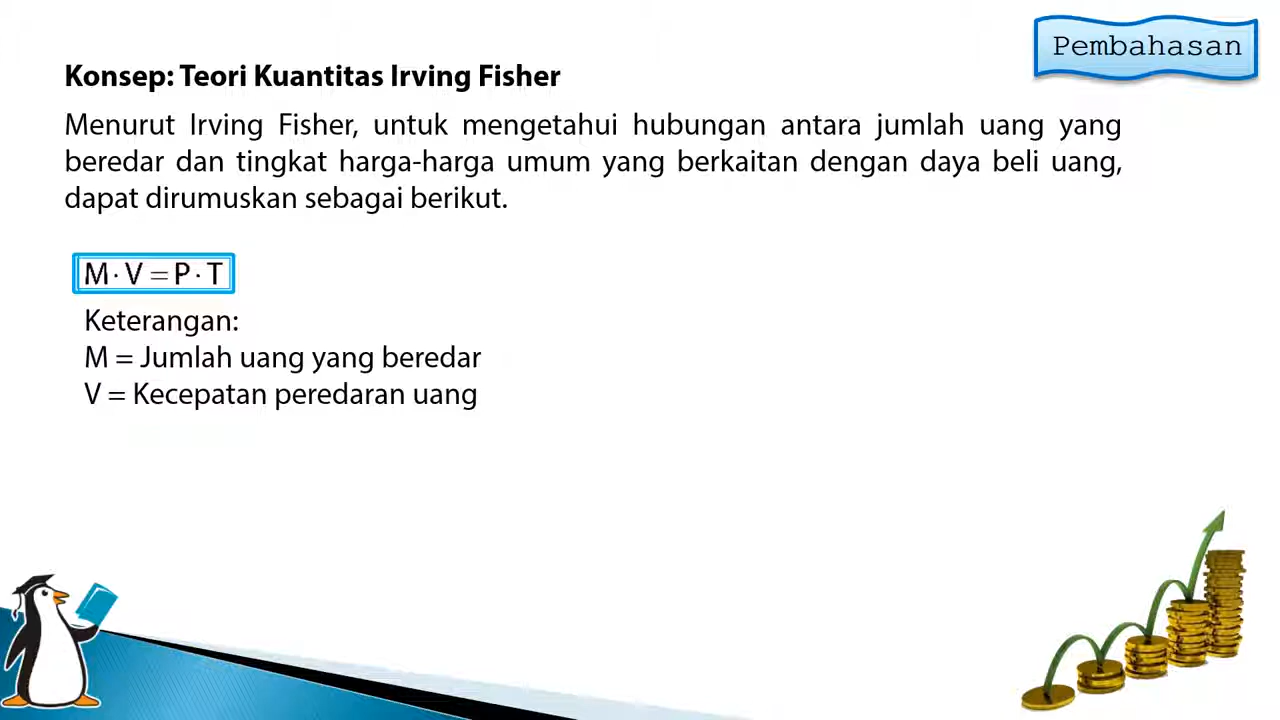 Pembahasan
Konsep: Teori Kuantitas Irving Fisher
Menurut Irving Fisher, untuk mengetahui hubungan antara jumlah uang yang
beredar dan tingkat harga-harga umum yang berkaitan dengan daya beli uang,
dapat dirumuskan sebagai berikut.
M · V = P · T
Keterangan:
M = Jumlah uang yang beredar
V = Kecepatan peredaran uang